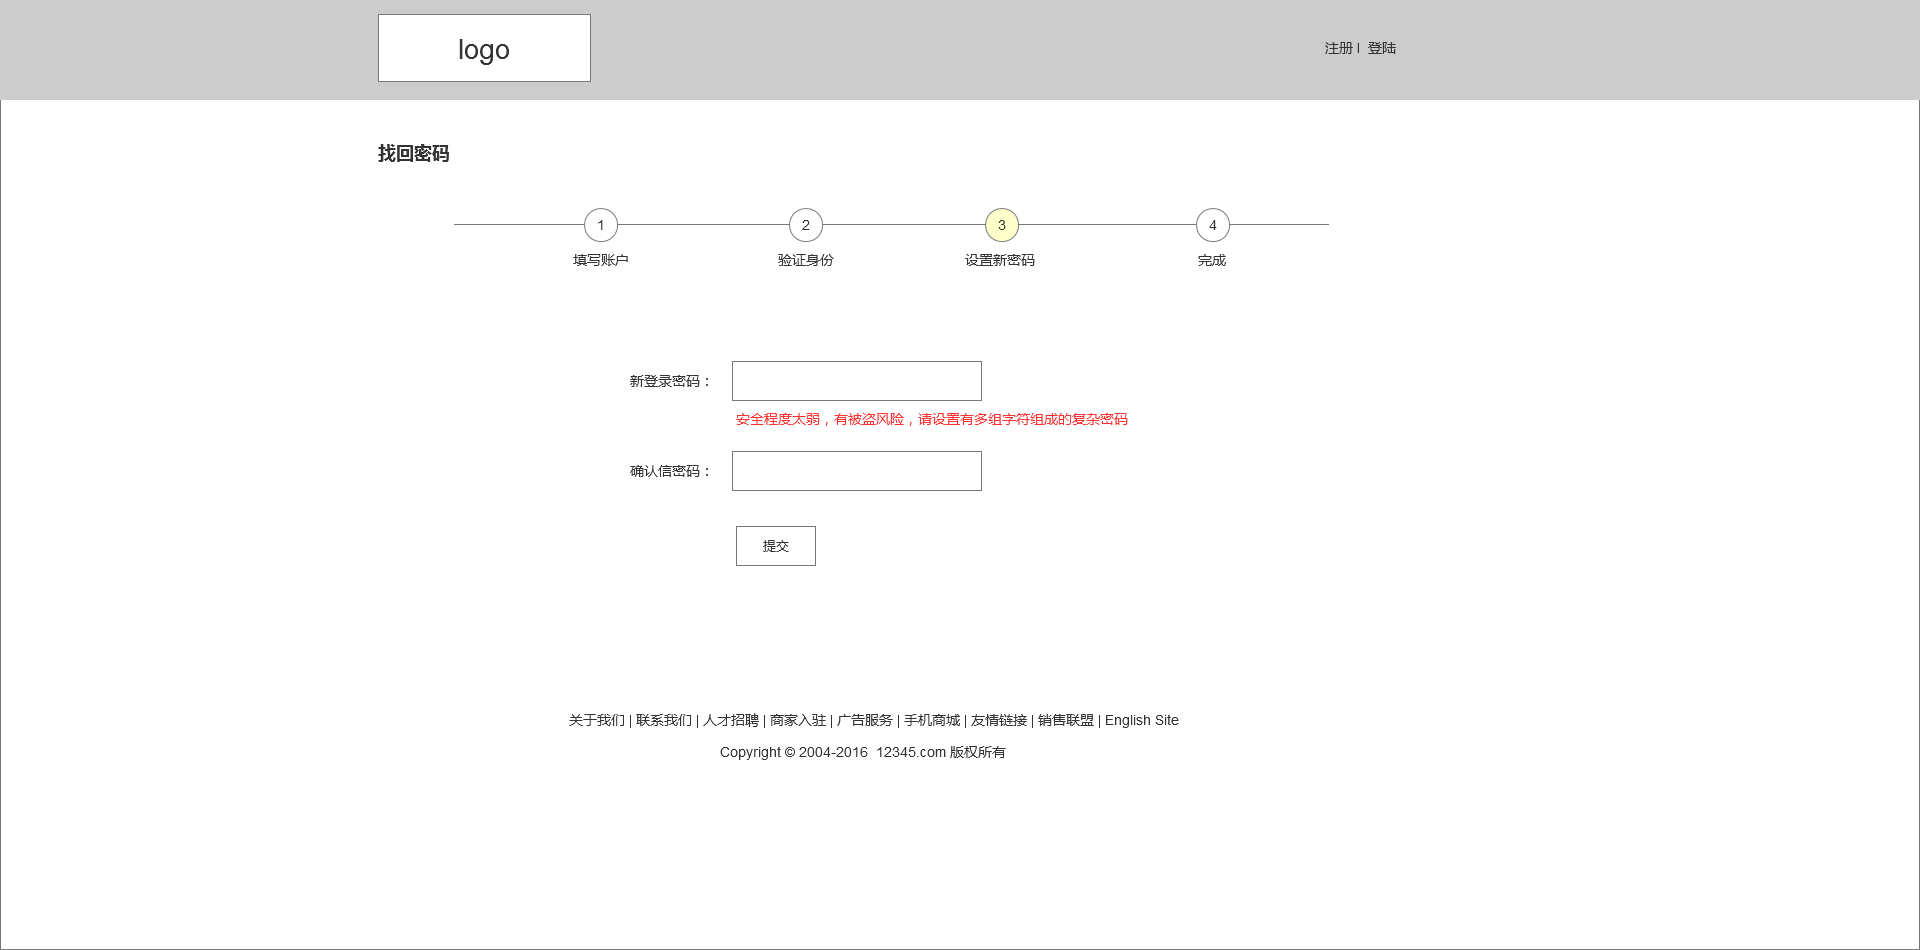 logo
注册 | 登陆
找回密码
1 2 3 4
填写账户 验证身份 设置新密码 完成
新登录密码：
安全程度太弱，有被盗风险，请设置有多组字符组成的复杂密码
确认信密码：
提交
关于我们 | 联系我们 | 人才招聘 | 商家入驻 | 广告服务 | 手机商城 | 友情链接 | 销售联盟 | English Site
Copyright © 2004-2016  12345.com 版权所有